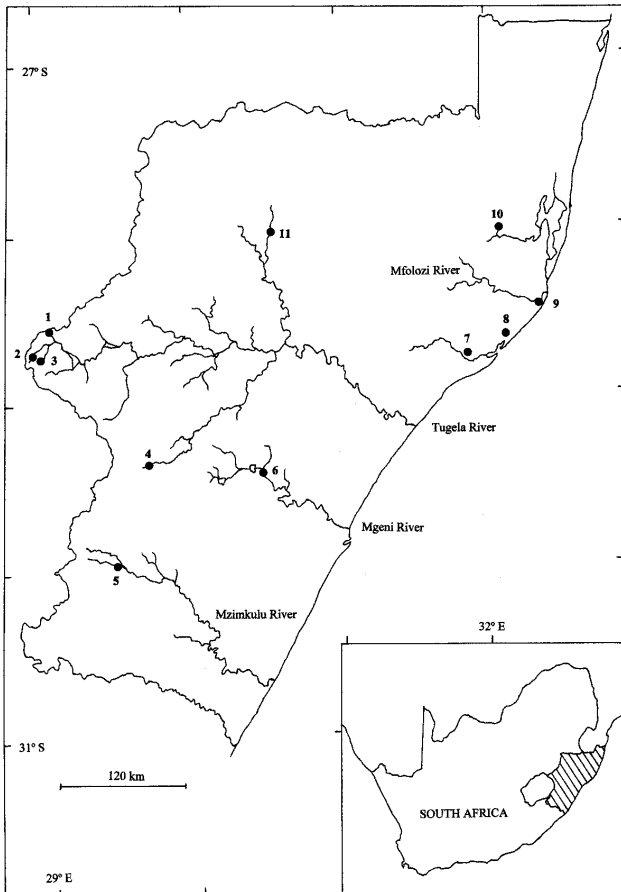 27° S
10
11
Mfolozi River
1
9
8
2
3
7
Tugela River
4
6
Mgeni River
5
Mzimkulu River
32° E
31° S
120 km
SOUTH AFRICA
29° E